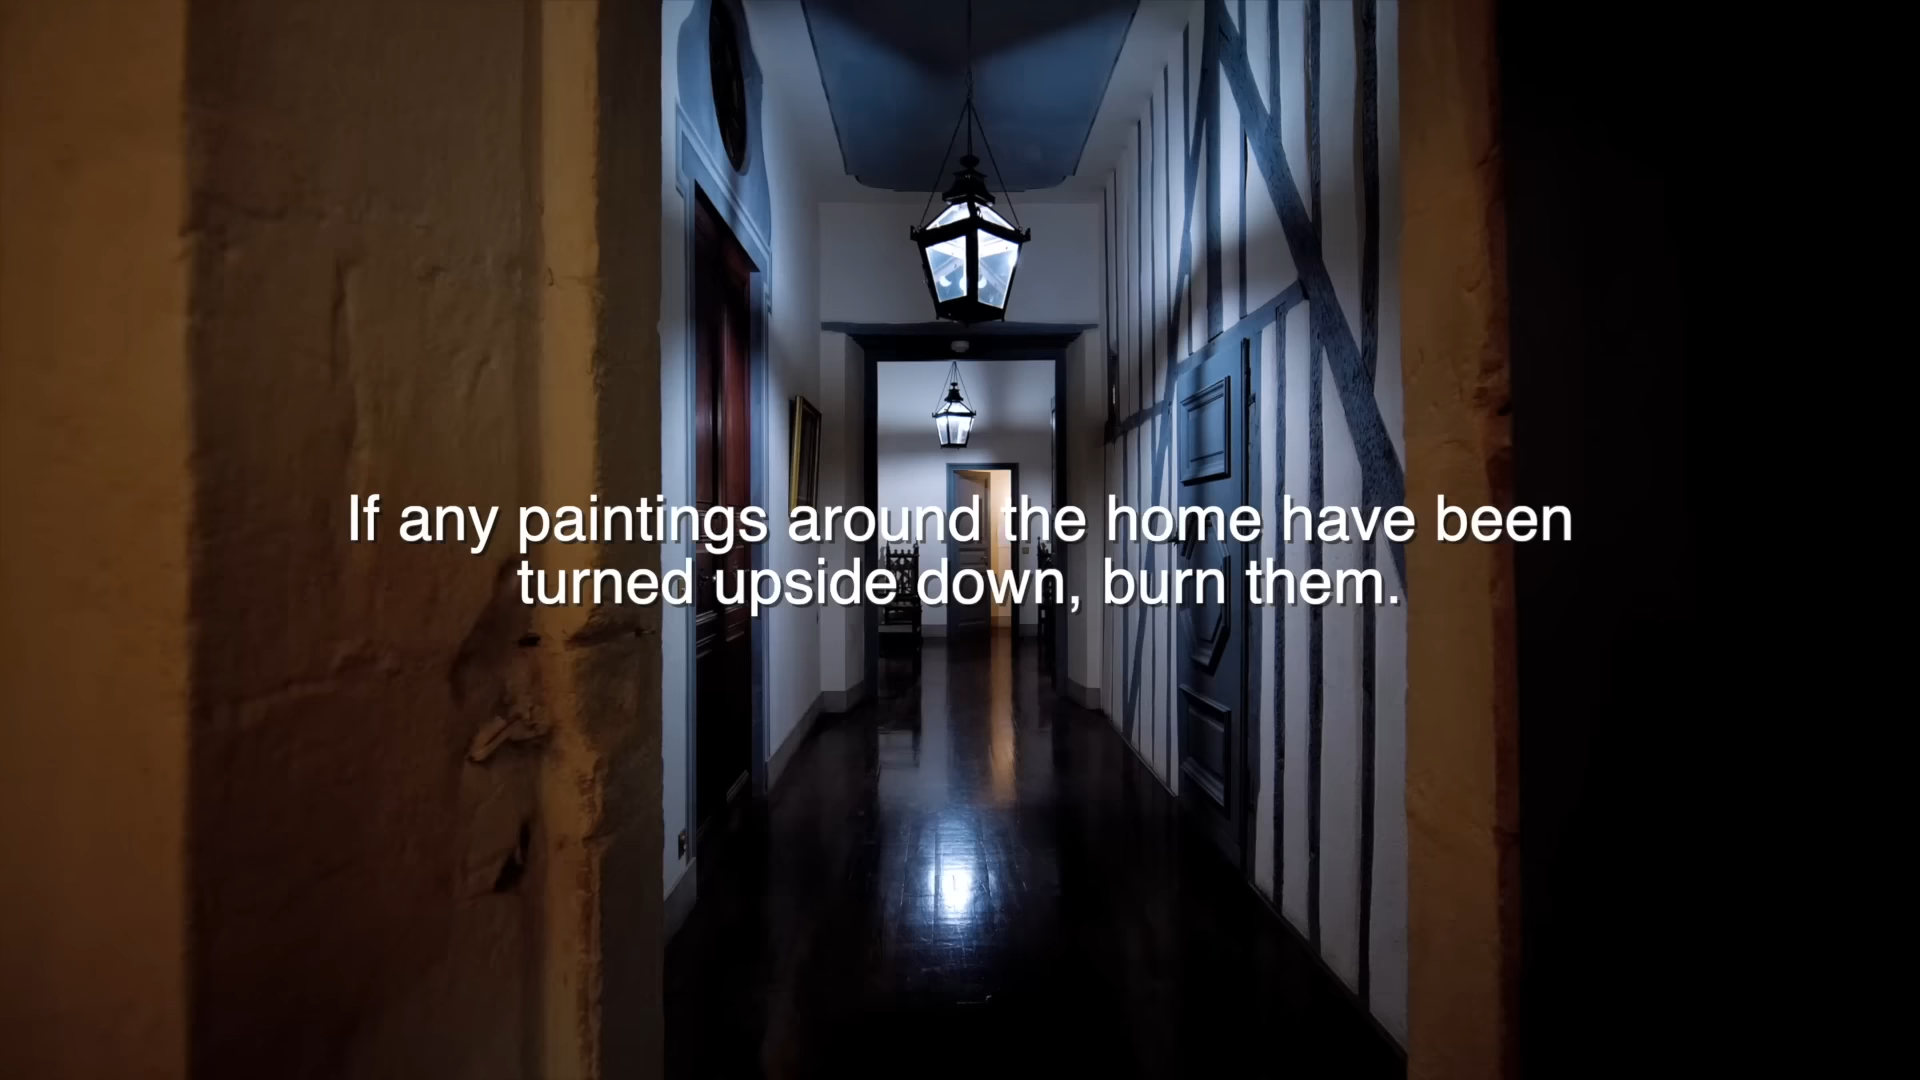 If any paintings around the home have been
turned upside down, burn them.